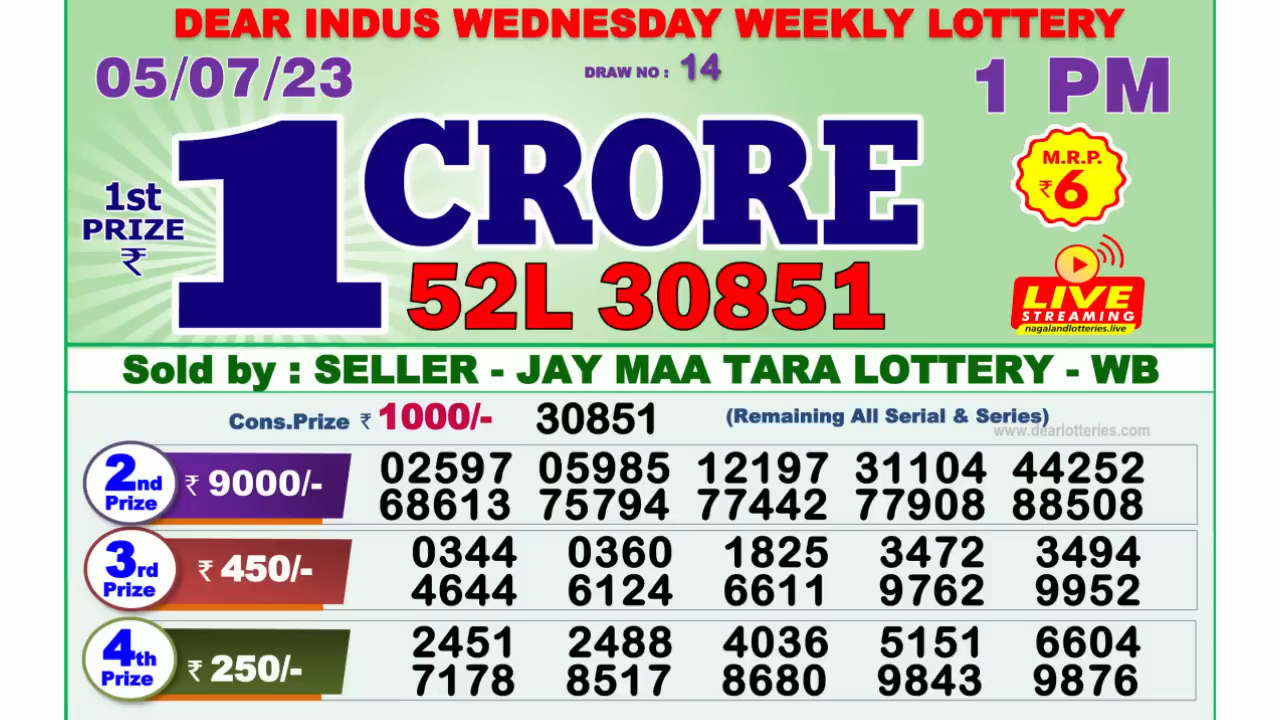 DEAR INDUS WEDNESDAY WEEKLY LOTTERY
05/07/23 DRAW NO : 14 1 PM
1st PRIZE ₹ 1 CRORE
M.R.P. ₹6
52L 30851
LIVE
STREAMING
nagalandlotteries.live
Sold by : SELLER - JAY MAA TARA LOTTERY - WB
Cons.Prize ₹ 1000/- 30851 (Remaining All Serial & Series)
www.dearlotteries.com
2nd Prize ₹ 9000/-
02597 05985 12197 31104 44252
68613 75794 77442 77908 88508
3rd Prize ₹ 450/-
0344 0360 1825 3472 3494
4644 6124 6611 9762 9952
4th Prize ₹ 250/-
2451 2488 4036 5151 6604
7178 8517 8680 9843 9876